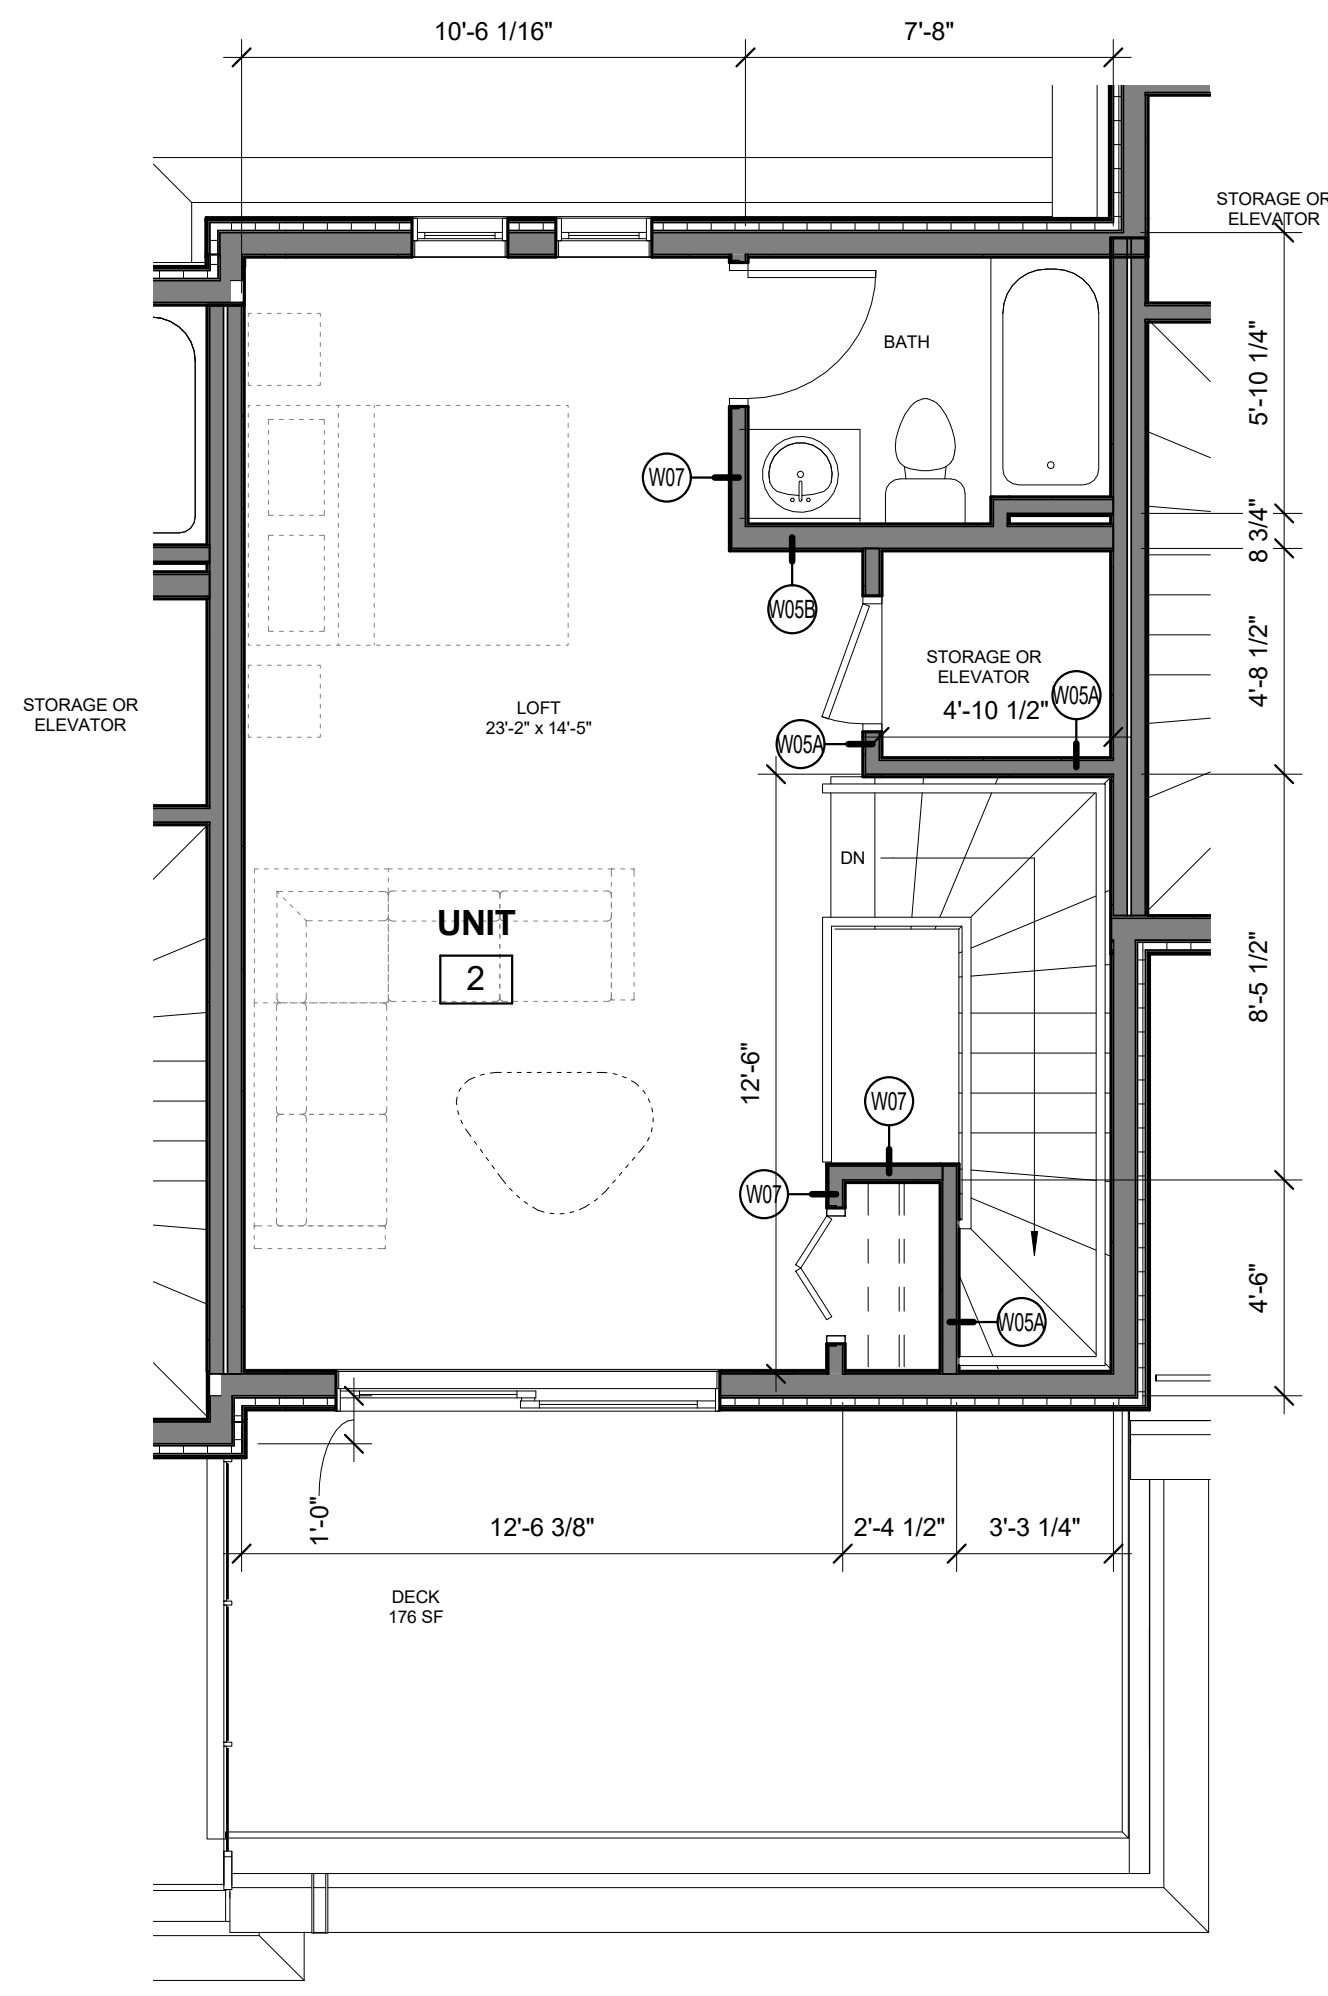 10'-6 1/16"
7'-8"
STORAGE OR
ELEVATOR
5'-10 1/4"
BATH
W07
8 3/4"
W05B
4'-8 1/2"
STORAGE OR
ELEVATOR
4'-10 1/2"
W05A
W05A
STORAGE OR
ELEVATOR
LOFT
23'-2" x 14'-5"
DN
UNIT
2
8'-5 1/2"
12'-6"
W07
W07
4'-6"
W05A
1'-0"
12'-6 3/8"
2'-4 1/2"
3'-3 1/4"
DECK
176 SF